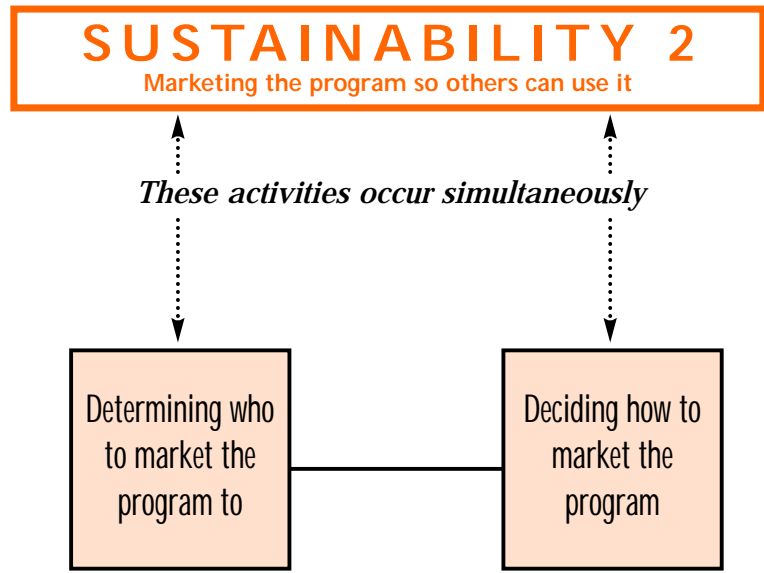 SUSTAINABILITY 2
Marketing the program so others can use it
These activities occur simultaneously
Determining who
to market the
program to
Deciding how to
market the
program